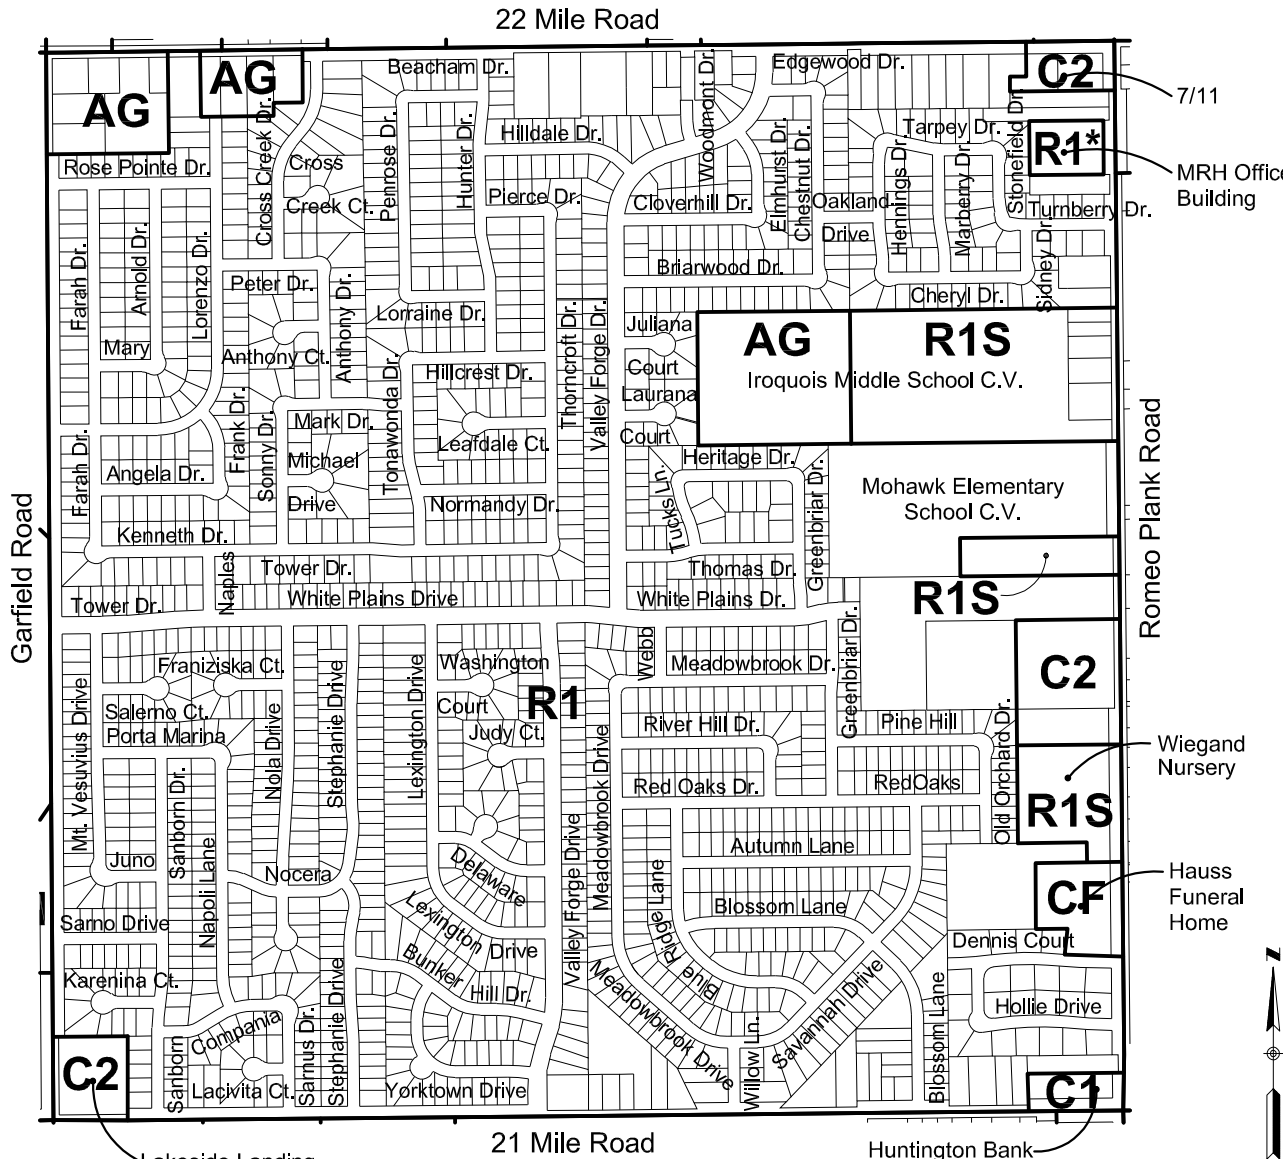 22 Mile Road
AG
AG
Beacham Dr.
Woodmont Dr.
Edgewood Dr.
C2
7/11
Rose Pointe Dr.
Cross Creek Dr.
Cross
Creek Ct.
Penrose Dr.
Hunter Dr.
Hilldale Dr.
Pierce Dr.
Cloverhill Dr.
Elmhurst Dr.
Chestnut Dr.
Oakland
Drive
Hennings Dr.
Tarpey Dr.
Marberry Dr.
Stonefield Dr.
R1*
MRH Office
Building
Turnberry Dr.
Sidney Dr.
Farah Dr.
Arnold Dr.
Lorenzo Dr.
Peter Dr.
Anthony Dr.
Briarwood Dr.
Cheryl Dr.
Lorraine Dr.
Thorncroft Dr.
Valley Forge Dr.
Juliana
Court
Laurana
Court
AG
R1S
Iroquois Middle School C.V.
Mary
Anthony Ct.
Hillcrest Dr.
Tonawonda Dr.
Frank Dr.
Sonny Dr.
Mark Dr.
Michael
Drive
Leafdale Ct.
Farah Dr.
Angela Dr.
Normandy Dr.
Heritage Dr.
Tucks Ln.
Greenbriar Dr.
Mohawk Elementary
School C.V.
Garfield Road
Romeo Plank Road
Kenneth Dr.
Tower Dr.
Naples
Thomas Dr.
R1S
Tower Dr.
White Plains Drive
White Plains Dr.
Franiziska Ct.
Washington
Court
Webb
Meadowbrook Dr.
Greenbriar Dr.
C2
R1
Mt. Vesuvius Drive
Salerno Ct.
Porta Marina
Nola Drive
Stephanie Drive
Lexington Drive
Judy Ct.
River Hill Dr.
Pine Hill
Meadowbrook Drive
Red Oaks Dr.
RedOaks
Old Orchard Dr.
Wiegand
Nursery
R1S
Sanborn Dr.
Napoli Lane
Juno
Nocera
Delaware
Valley Forge Drive
Autumn Lane
Blossom Lane
Blue Ridge Lane
CF
Hauss
Funeral
Home
Sarno Drive
Lexington Drive
Bunker
Hill Dr.
Dennis Court
Karenina Ct.
Hollie Drive
Compania
Sarnus Dr.
Stephanie Drive
Meadowbrook Drive
Savannah Drive
Willow Ln.
Blossom Lane
C2
Sanborn
Lacivita Ct.
Yorktown Drive
C1
21 Mile Road
Huntington Bank
Lakeside Landing
N